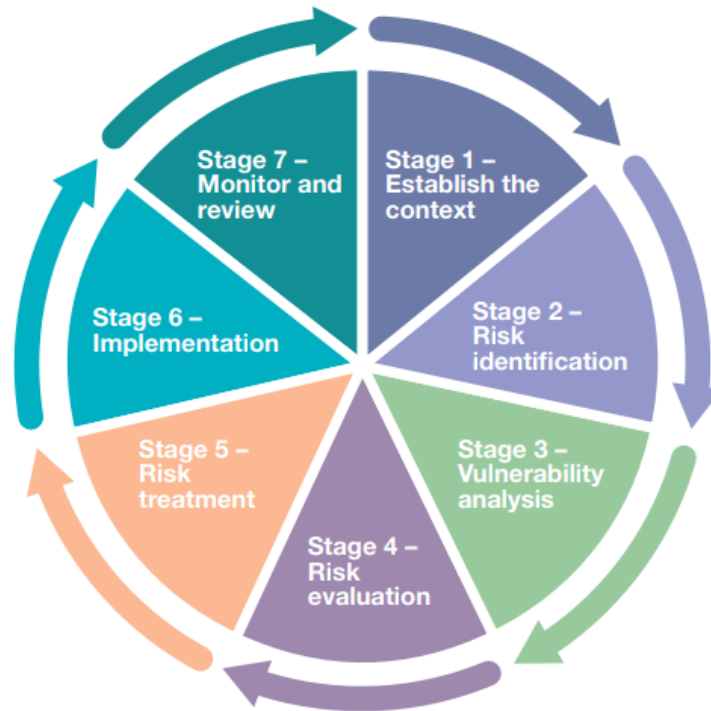 Stage 1 –
Establish the
context
Stage 2 –
Risk
identification
Stage 3 –
Vulnerability
analysis
Stage 4 –
Risk
evaluation
Stage 5 –
Risk
treatment
Stage 6 –
Implementation
Stage 7 –
Monitor and
review